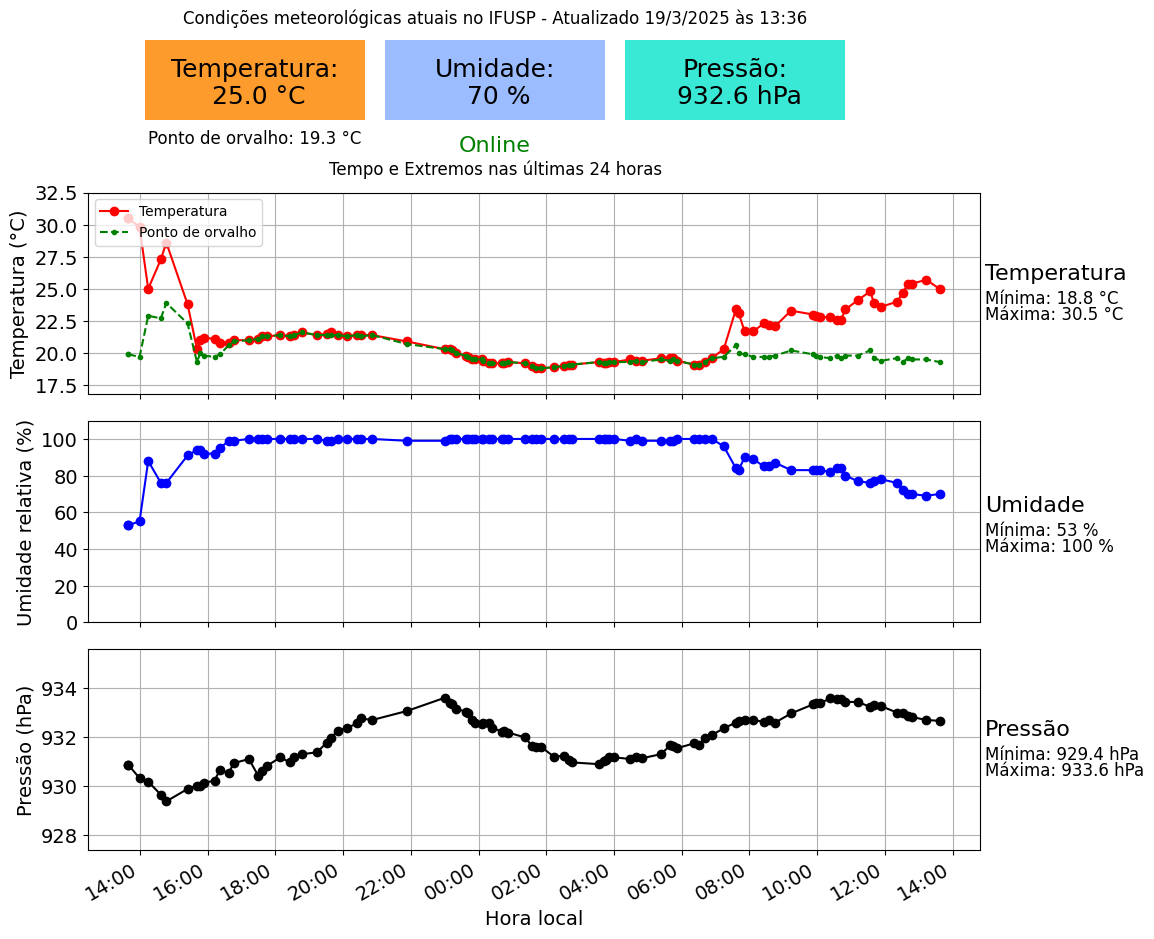 Condições meteorológicas atuais no IFUSP - Atualizado 19/3/2025 às 13:36
Temperatura:
25.0 °C
Umidade:
70 %
Pressão:
932.6 hPa
Ponto de orvalho: 19.3 °C
Online
Tempo e Extremos nas últimas 24 horas
Temperatura (°C)
32.5
30.0
27.5
25.0
22.5
20.0
17.5
Temperatura
Ponto de orvalho
Temperatura
Mínima: 18.8 °C
Máxima: 30.5 °C
Umidade relativa (%)
100
80
60
40
20
0
Umidade
Mínima: 53 %
Máxima: 100 %
Pressão (hPa)
934
932
930
928
Pressão
Mínima: 929.4 hPa
Máxima: 933.6 hPa
14:00
16:00
18:00
20:00
22:00
00:00
02:00
04:00
06:00
08:00
10:00
12:00
14:00
Hora local